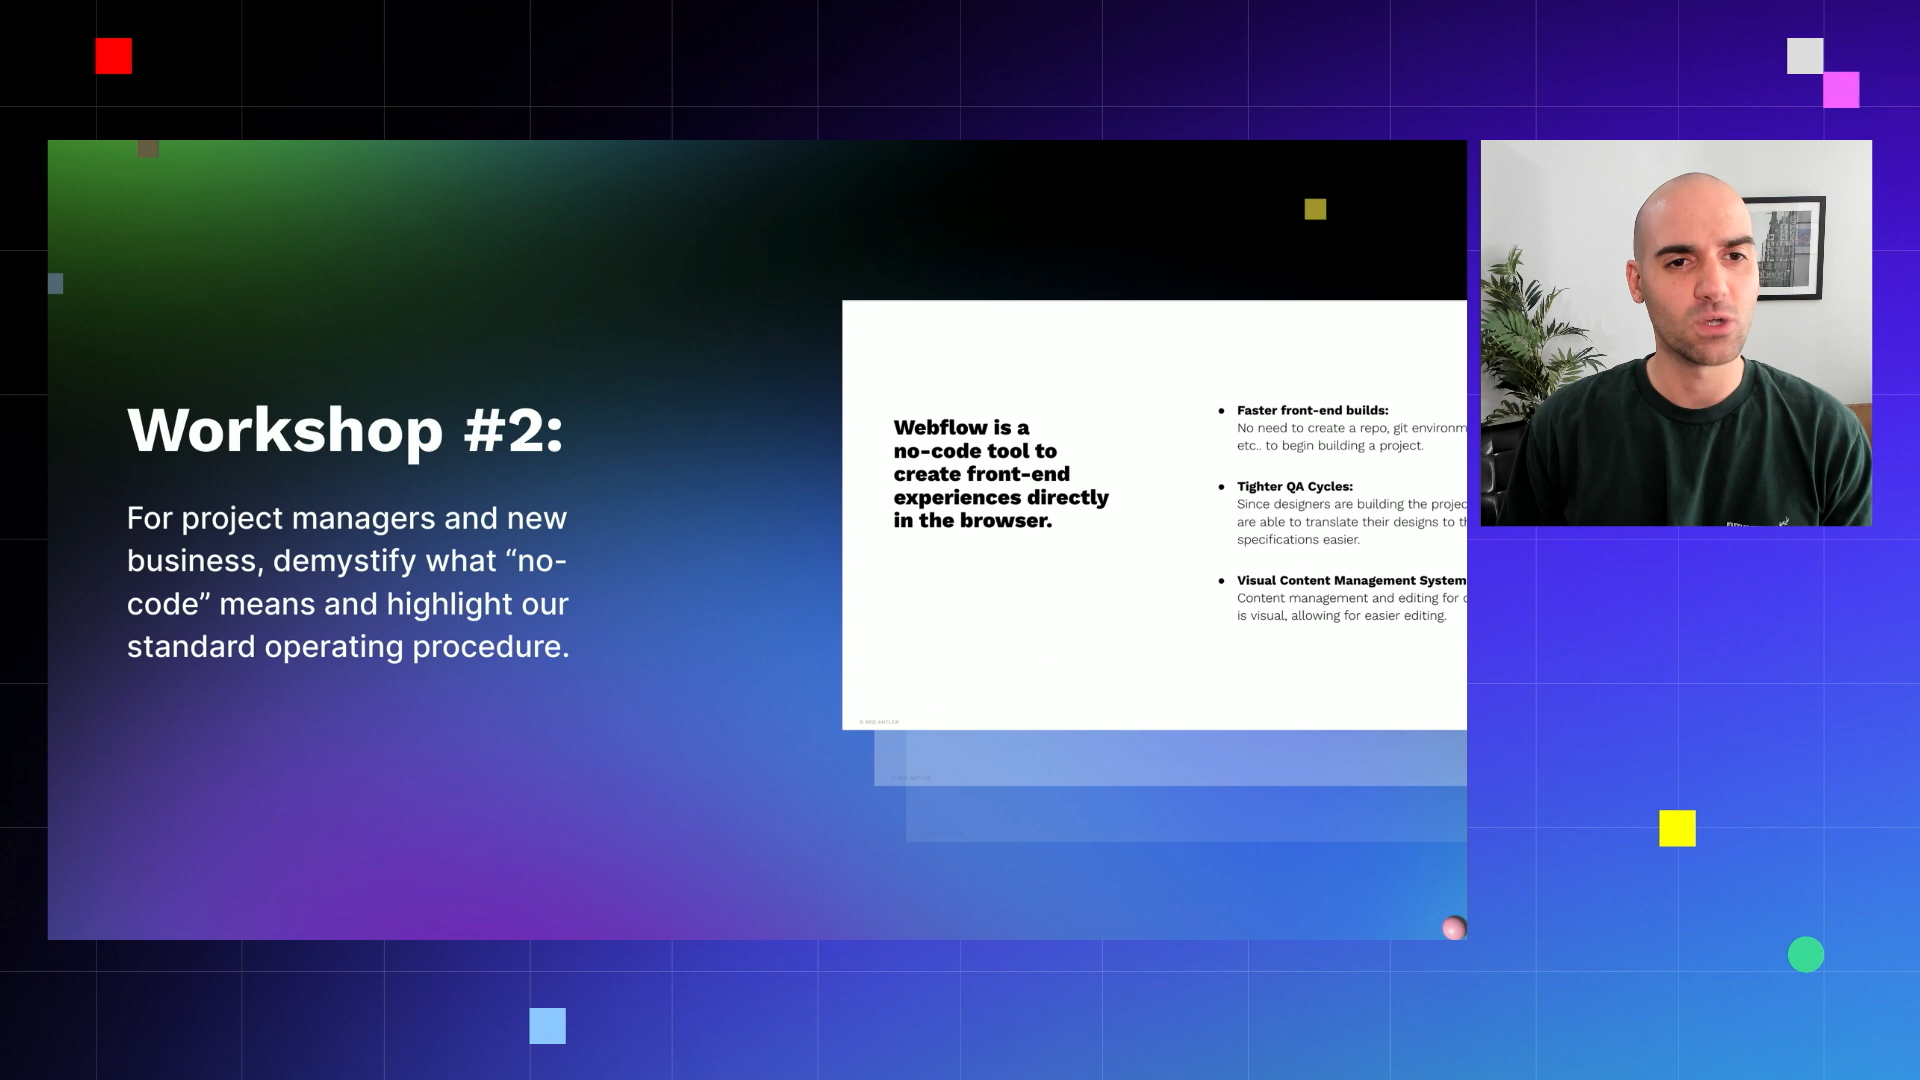 Workshop #2:
For project managers and new
business, demystify what “no-
code” means and highlight our
standard operating procedure.
Webflow is a
no-code tool to
create front-end
experiences directly
in the browser.
Faster front-end builds:
No need to create a repo, git
etc.. to begin building a project.
Tighter QA Cycles:
Since designers are building the
are able to translate their designs to
specifications easier.
Visual Content Management System
Content management and editing for
is visual, allowing for easier editing.
© RED ANTLER